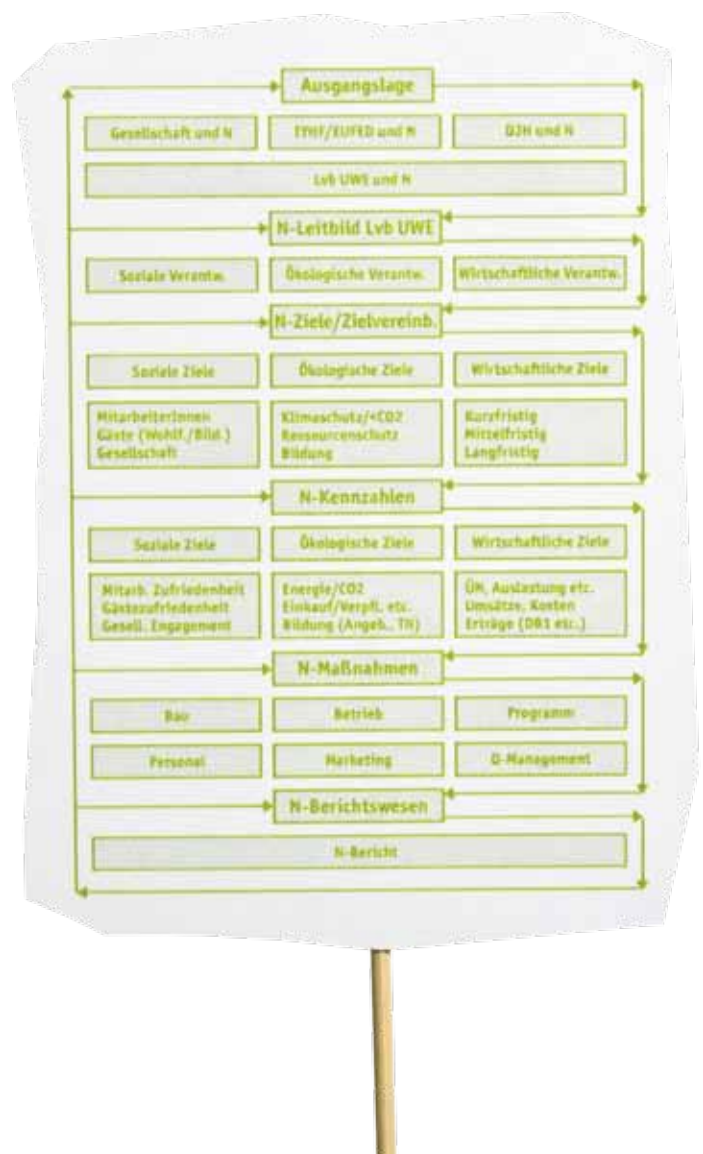 Ausgangslage
Gesellschaft und N
EYHF/EUFED und N
DJH und N
Lvb UWE und N
N-Leitbild Lvb UWE
Soziale Verantw.
Ökologische Verantw.
Wirtschaftliche Verantw.
N-Ziele/Zielvereinb.
Soziale Ziele
Ökologische Ziele
Wirtschaftliche Ziele
MitarbeiterInnen
Gäste (Wohlf./Bild.)
Gesellschaft
Klimaschutz/<CO2
Ressourcenschutz
Bildung
Kurzfristig
Mittelfristig
Langfristig
N-Kennzahlen
Soziale Ziele
Ökologische Ziele
Wirtschaftliche Ziele
Mitarb. Zufriedenheit
Gästezufriedenheit
Gesell. Engagement
Energie/CO2
Einkauf/Verpfl. etc.
Bildung (Angeb., TN)
ÜN, Auslastung etc.
Umsätze, Kosten
Erträge (DB1 etc.)
N-Maßnahmen
Bau
Betrieb
Programm
Personal
Marketing
Q-Management
N-Berichtswesen
N-Bericht